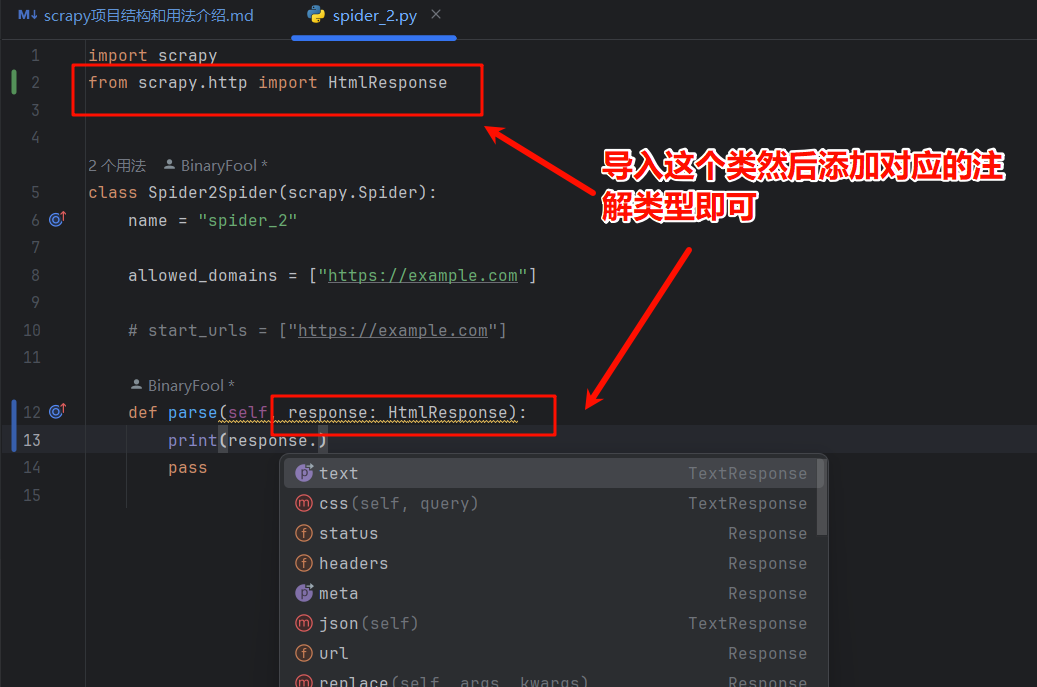 M↓ scrapy项目结构和用法介绍.md spider_2.py ×
1 import scrapy
2 from scrapy.http import HtmlResponse
3
4
2 个用法 BinaryFool *
5 class Spider2Spider(scrapy.Spider):
6 name = "spider_2"
7
8 allowed_domains = ["https://example.com"]
9
10 # start_urls = ["https://example.com"]
11
BinaryFool *
12 def parse(self, response: HtmlResponse):
13 print(response.)
14 pass
15
导入这个类然后添加对应的注
解类型即可
p text TextResponse
m css(self, query) TextResponse
f status Response
f headers Response
p meta Response
m json(self) TextResponse
f url Response
m replace(self, args, kwargs) Response